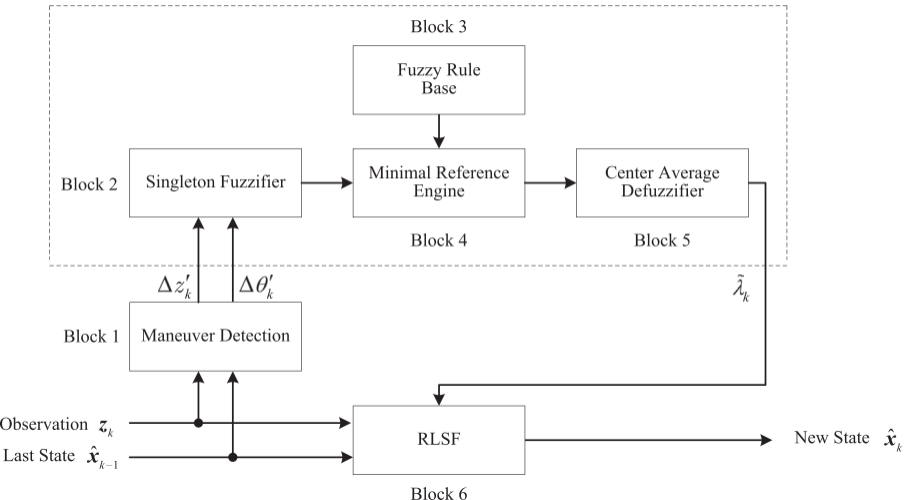 Block 3
Fuzzy Rule
Base
Block 2
Singleton Fuzzifier
Minimal Reference
Engine
Center Average
Defuzzifier
Block 4
Block 5
Δz′ₖ
Δθ′ₖ
λ̃ₖ
Block 1
Maneuver Detection
Observation zₖ
Last State x̂ₖ₋₁
RLSF
New State x̂ₖ
Block 6